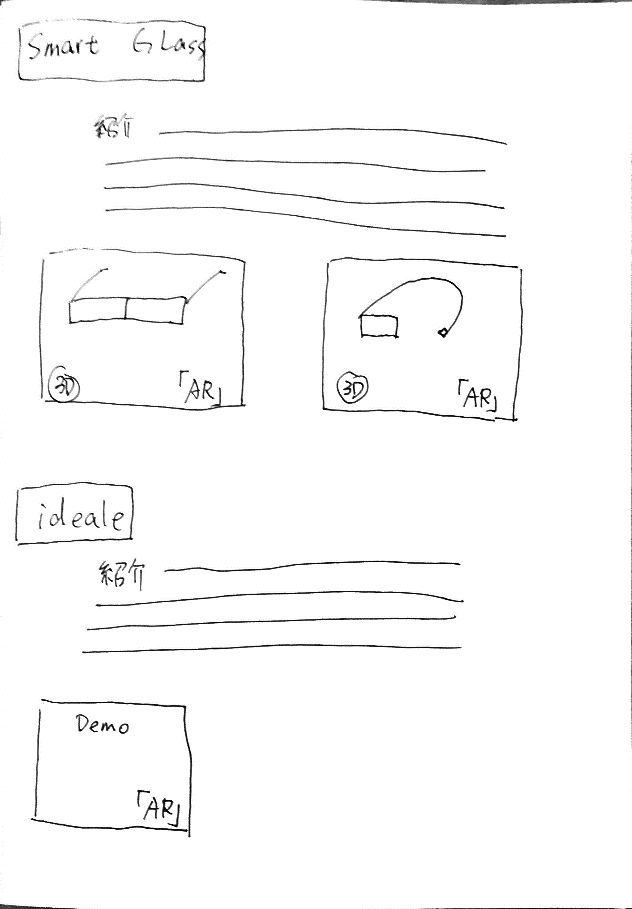 Smart GLass
紹介
3D 「AR」
3D 「AR」
ideale
紹介
Demo
「AR」